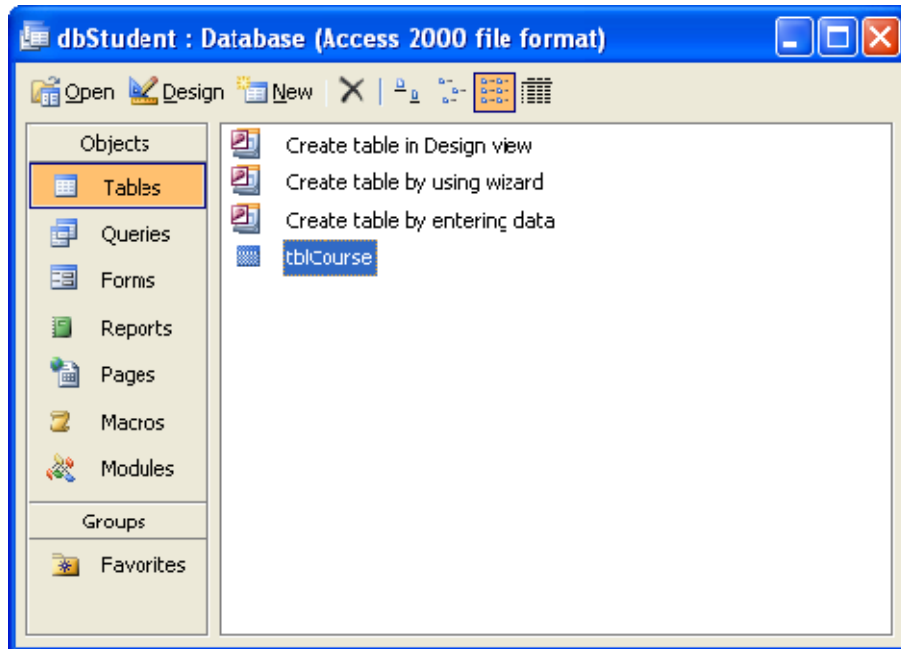 dbStudent : Database (Access 2000 file format)
Open Design New
Objects
Tables
Queries
Forms
Reports
Pages
Macros
Modules
Groups
Favorites
Create table in Design view
Create table by using wizard
Create table by entering data
tblCourse